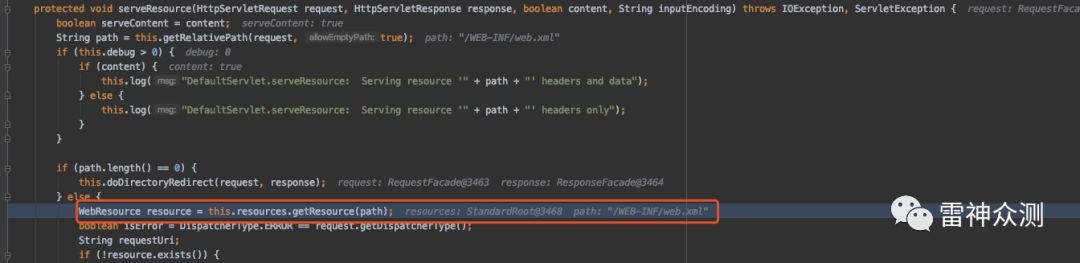 protected void serveResource(HttpServletRequest request, HttpServletResponse response, boolean content, String inputEncoding) throws IOException, ServletException {  request: RequestFaca
boolean serveContent = content;  serveContent: true
String path = this.getRelativePath(request, allowEmptyPath: true);  path: "/WEB-INF/web.xml"
if (this.debug > 0) {  debug: 0
if (content) {  content: true
this.log( msg: "DefaultServlet.serveResource:  Serving resource '" + path + "' headers and data");
} else {
this.log( msg: "DefaultServlet.serveResource:  Serving resource '" + path + "' headers only");
}
}
if (path.length() == 0) {
this.doDirectoryRedirect(request, response);  request: RequestFacade@3463  response: ResponseFacade@3464
} else {
WebResource resource = this.resources.getResource(path);  resources: StandardRoot@3468  path: "/WEB-INF/web.xml"
boolean isError = DispatcherType.ERROR == request.getDispatcherType();
String requestUri;
if (!resource.exists()) {
雷神众测